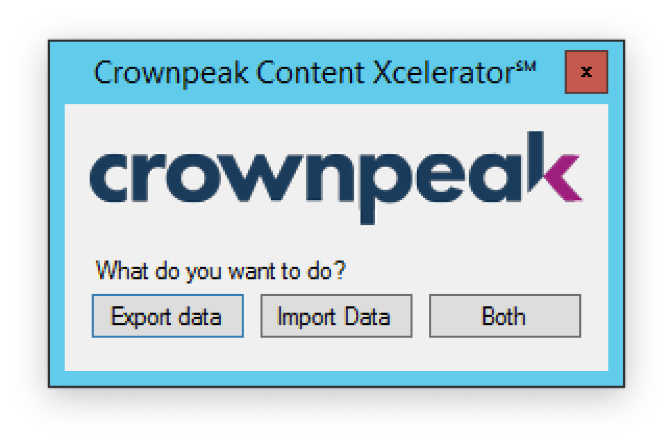 Crownpeak Content Xcelerator℠
x
crownpeak
What do you want to do?
Export data
Import Data
Both